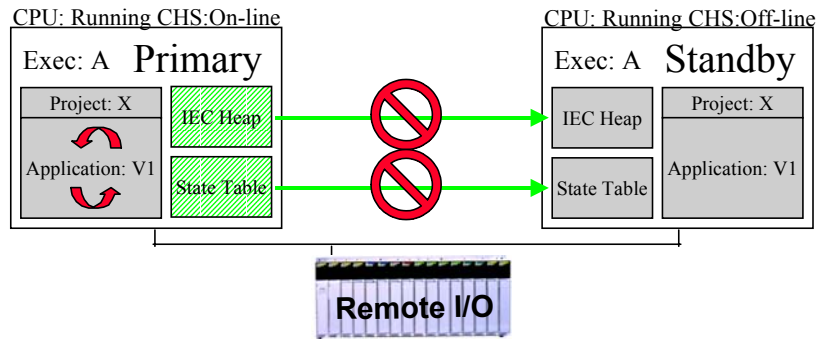 CPU: Running CHS:On-line
Exec: A Primary
Project: X
Application: V1
IEC Heap
State Table
CPU: Running CHS:Off-line
Exec: A Standby
IEC Heap
State Table
Project: X
Application: V1
Remote I/O